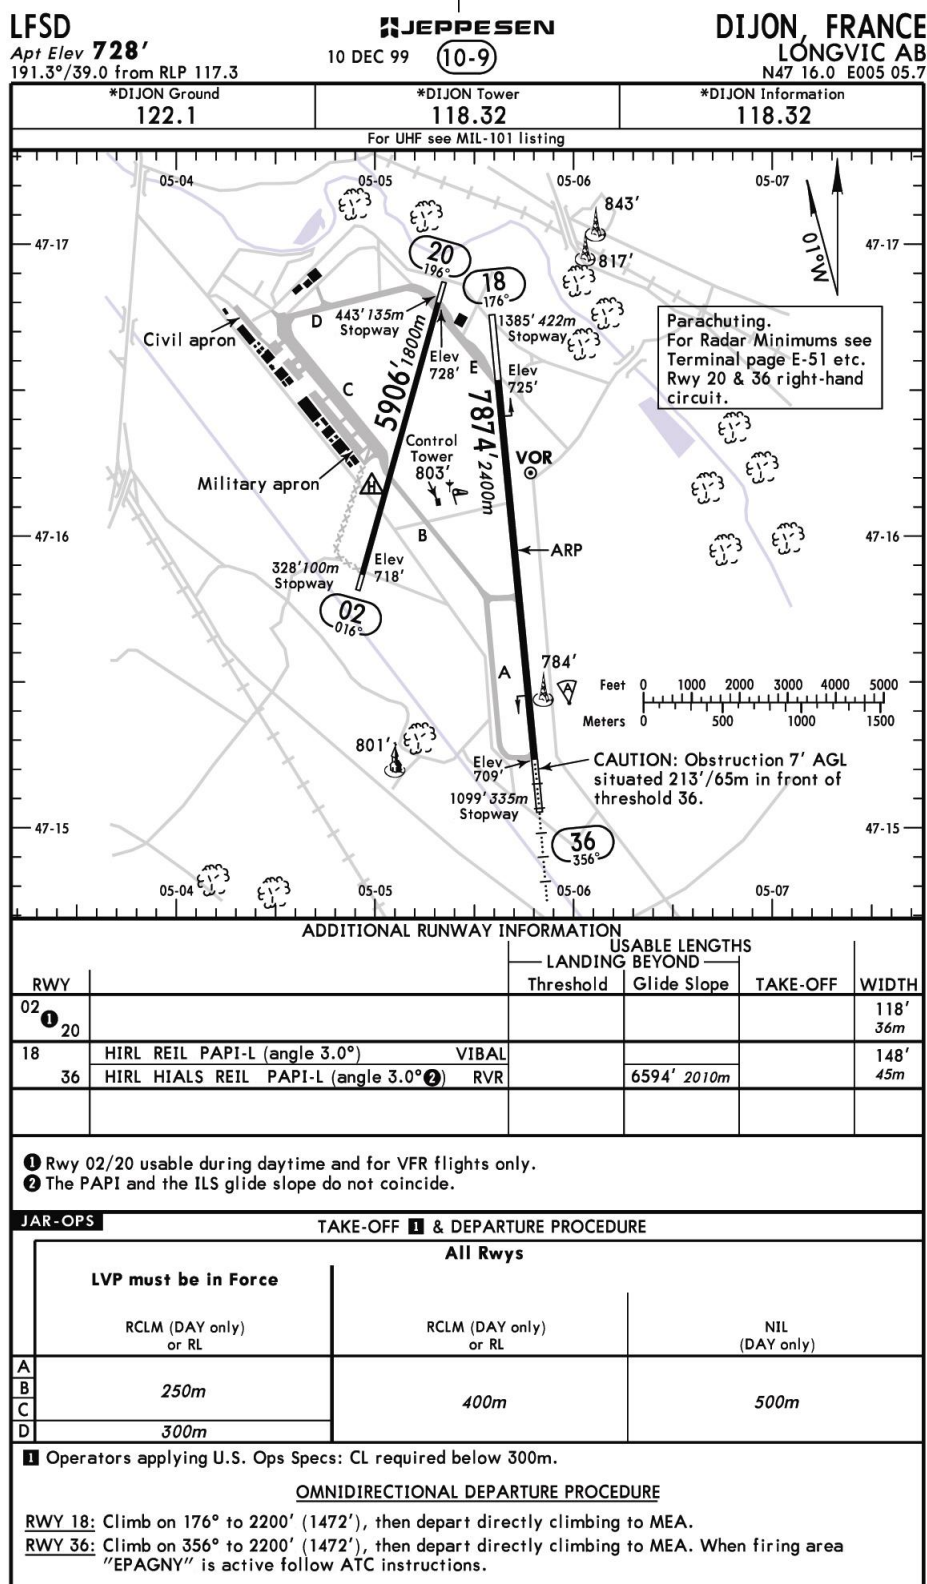 LFSD
JEPPESEN
DIJON, FRANCE
Apt Elev 728'
10 DEC 99
10-9
LONGVIC AB
191.3°/39.0 from RLP 117.3
N47 16.0 E005 05.7
*DIJON Ground
*DIJON Tower
*DIJON Information
122.1
118.32
118.32
For UHF see MIL-101 listing
05-04
05-05
05-06
05-07
47-17
47-17
843'
817'
01°W
20
196°
18
176°
443' 135m
Stopway
1385' 422m
Stopway
D
Civil apron
Elev
728'
E
Elev
725'
Parachuting.
For Radar Minimums see
Terminal page E-51 etc.
Rwy 20 & 36 right-hand
circuit.
C
5906' 1800m
7874' 2400m
Control
Tower
803'
VOR
Military apron
H
B
47-16
47-16
ARP
328' 100m
Stopway
Elev
718'
02
016°
A
784'
A
Feet 0 1000 2000 3000 4000 5000
Meters 0 500 1000 1500
801'
Elev
709'
CAUTION: Obstruction 7' AGL
situated 213'/65m in front of
threshold 36.
1099' 335m
Stopway
47-15
47-15
36
356°
05-04
05-05
05-06
05-07
ADDITIONAL RUNWAY INFORMATION
USABLE LENGTHS
LANDING BEYOND
RWY
Threshold
Glide Slope
TAKE-OFF
WIDTH
02
1
20
118'
36m
18
HIRL REIL PAPI-L (angle 3.0°) VIBAL
148'
36
HIRL HIALS REIL PAPI-L (angle 3.0°2) RVR
6594' 2010m
45m
1 Rwy 02/20 usable during daytime and for VFR flights only.
2 The PAPI and the ILS glide slope do not coincide.
JAR-OPS
TAKE-OFF 1 & DEPARTURE PROCEDURE
All Rwys
LVP must be in Force
RCLM (DAY only)
or RL
RCLM (DAY only)
or RL
NIL
(DAY only)
A
B
C
D
250m
400m
500m
300m
1 Operators applying U.S. Ops Specs: CL required below 300m.
OMNIDIRECTIONAL DEPARTURE PROCEDURE
RWY 18: Climb on 176° to 2200' (1472'), then depart directly climbing to MEA.
RWY 36: Climb on 356° to 2200' (1472'), then depart directly climbing to MEA. When firing area
"EPAGNY" is active follow ATC instructions.